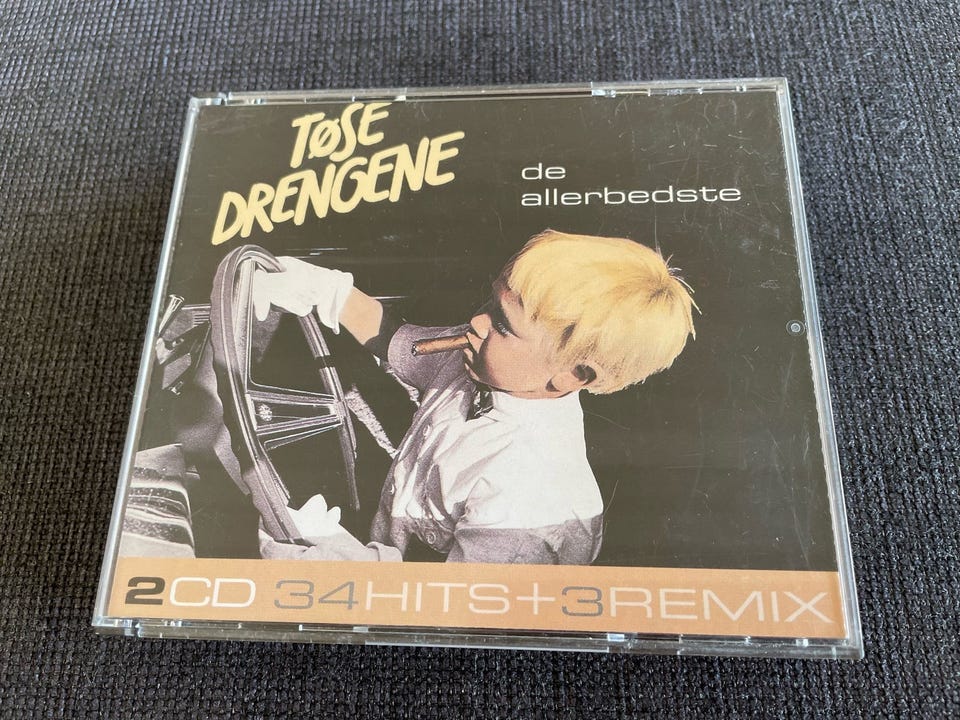 TØSE
DRENGENE
de
allerbedste
2CD 34HITS+3REMIX